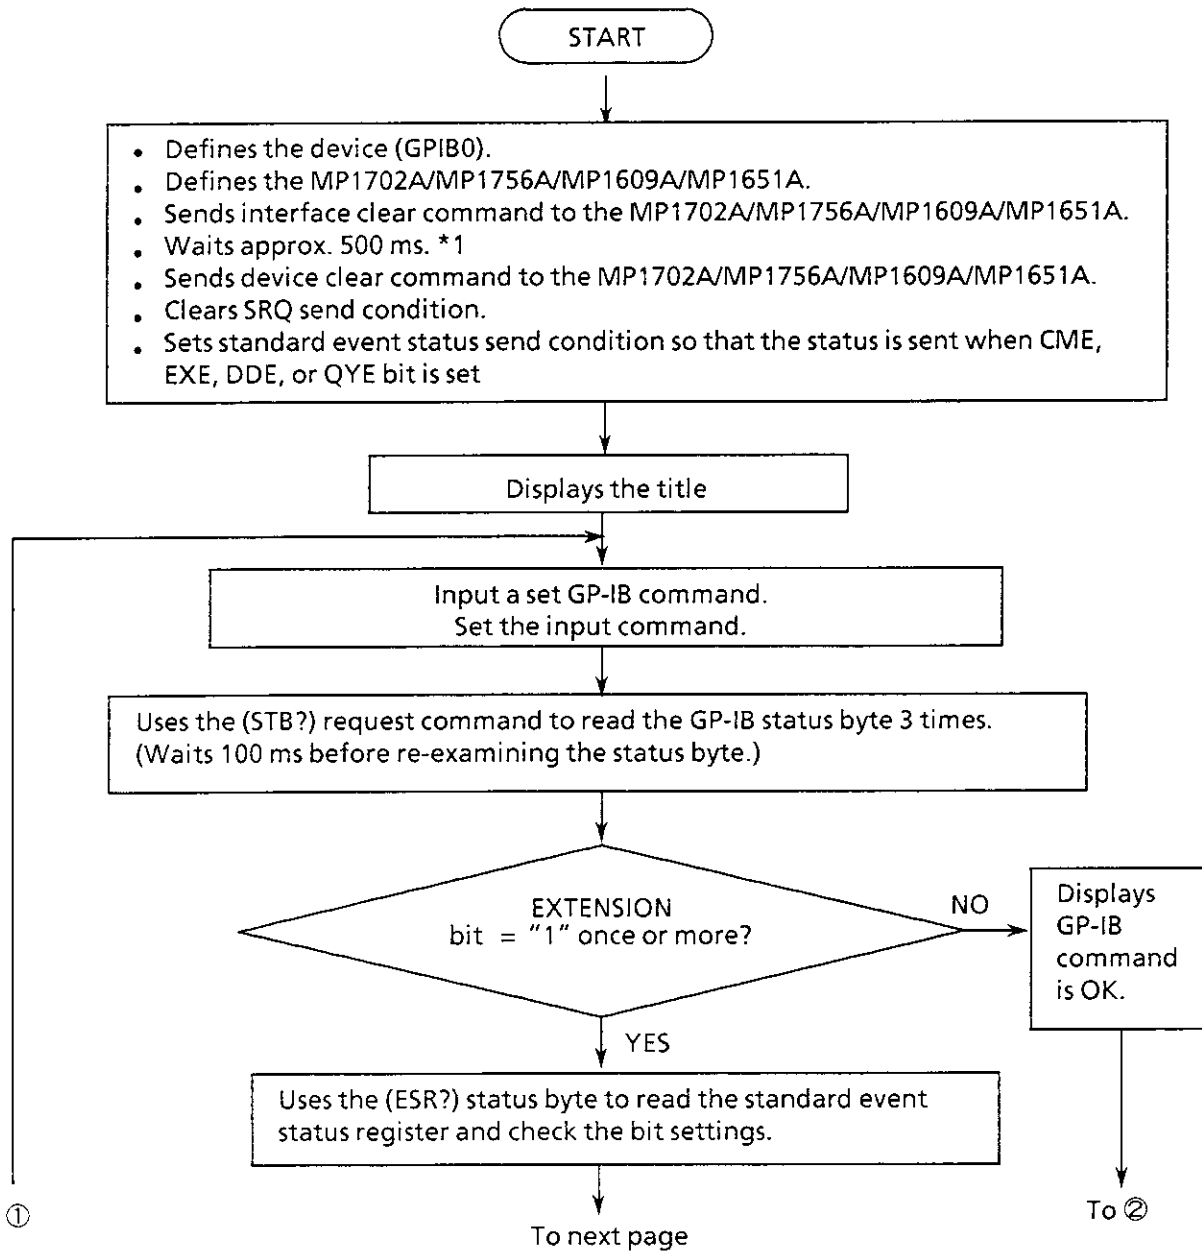 START
• Defines the device (GPIB0).
• Defines the MP1702A/MP1756A/MP1609A/MP1651A.
• Sends interface clear command to the MP1702A/MP1756A/MP1609A/MP1651A.
• Waits approx. 500 ms. *1
• Sends device clear command to the MP1702A/MP1756A/MP1609A/MP1651A.
• Clears SRQ send condition.
• Sets standard event status send condition so that the status is sent when CME,
EXE, DDE, or QYE bit is set
Displays the title
Input a set GP-IB command.
Set the input command.
Uses the (STB?) request command to read the GP-IB status byte 3 times.
(Waits 100 ms before re-examining the status byte.)
EXTENSION
bit = "1" once or more?
NO
Displays
GP-IB
command
is OK.
YES
Uses the (ESR?) status byte to read the standard event
status register and check the bit settings.
①
To next page
To ②